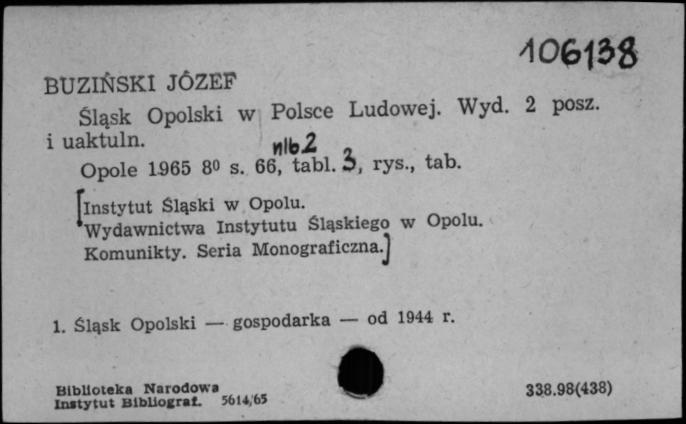 106138
BUZIŃSKI JÓZEF
Śląsk Opolski w Polsce Ludowej. Wyd. 2 posz.
i uaktuln.
nlb.2
Opole 1965 8⁰ s. 66, tabl. 3, rys., tab.
[Instytut Śląski w Opolu.
Wydawnictwa Instytutu Śląskiego w Opolu.
Komunikty. Seria Monograficzna.]
1. Śląsk Opolski — gospodarka — od 1944 r.
Biblioteka Narodowa
Instytut Bibliograf. 5614/65
338.98(438)